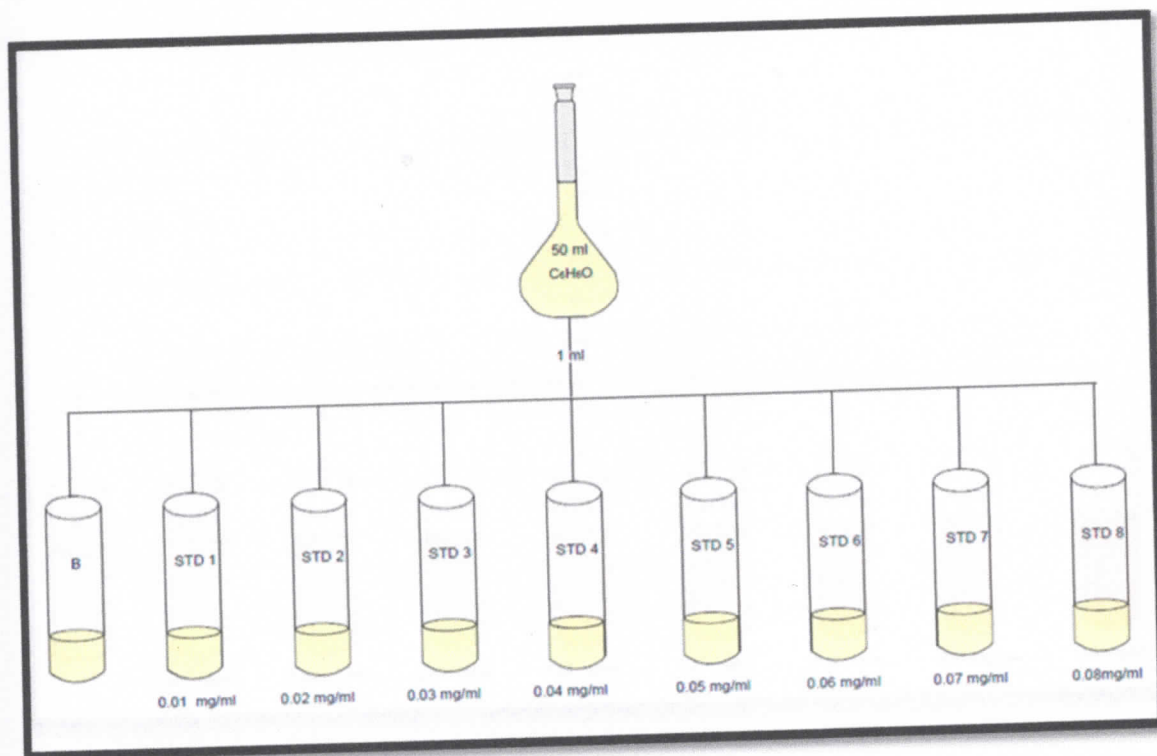 50 ml
C₆H₆O
1 ml
B
STD 1
STD 2
STD 3
STD 4
STD 5
STD 6
STD 7
STD 8
0.01 mg/ml
0.02 mg/ml
0.03 mg/ml
0.04 mg/ml
0.05 mg/ml
0.06 mg/ml
0.07 mg/ml
0.08mg/ml